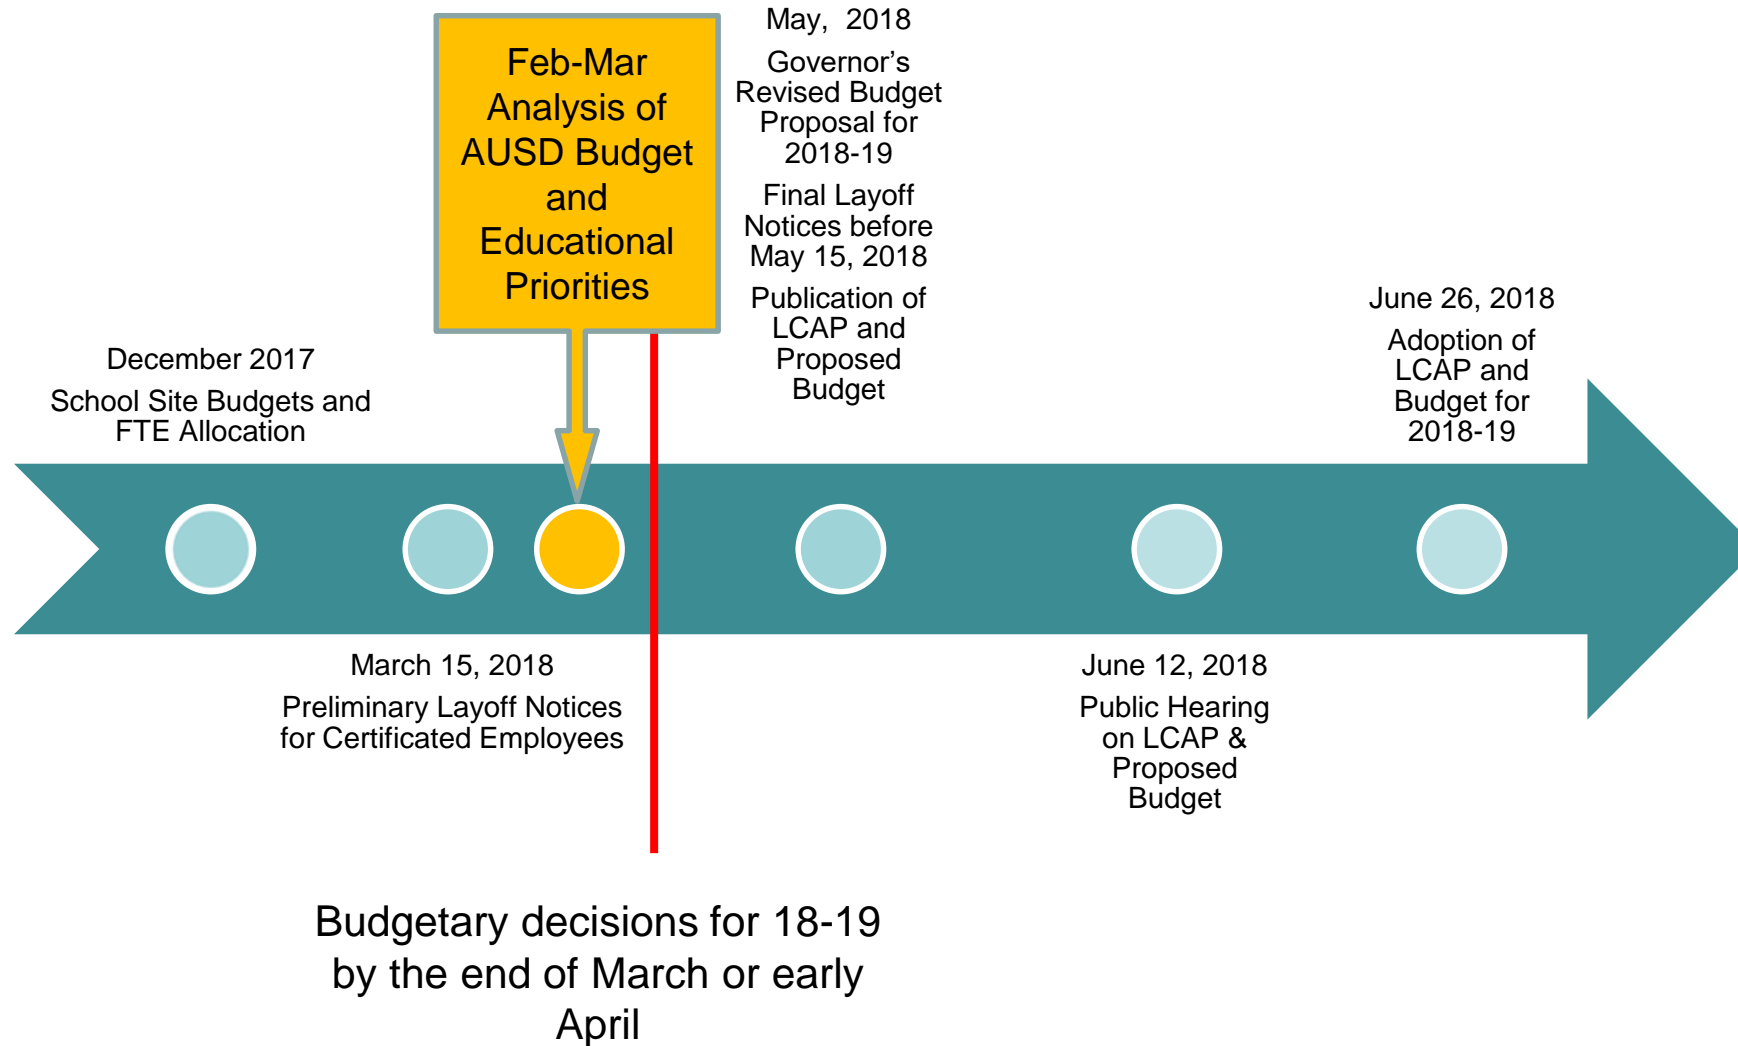 December 2017
School Site Budgets and
FTE Allocation
Feb-Mar
Analysis of
AUSD Budget
and
Educational
Priorities
May, 2018
Governor's
Revised Budget
Proposal for
2018-19
Final Layoff
Notices before
May 15, 2018
Publication of
LCAP and
Proposed
Budget
June 26, 2018
Adoption of
LCAP and
Budget for
2018-19
March 15, 2018
Preliminary Layoff Notices
for Certificated Employees
June 12, 2018
Public Hearing
on LCAP &
Proposed
Budget
Budgetary decisions for 18-19
by the end of March or early
April